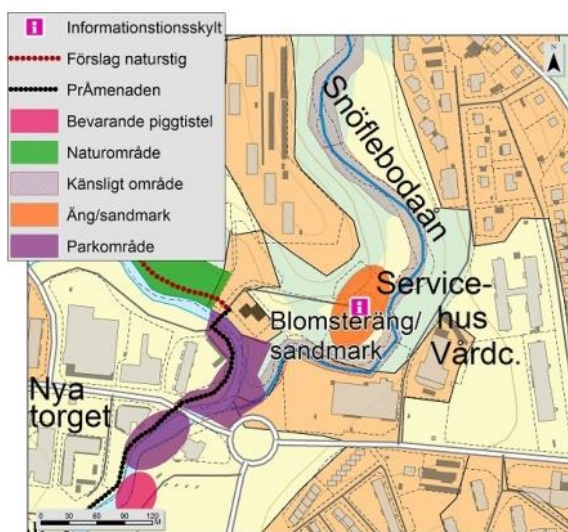 Informationstionsskylt
Förslag naturstig
PrÅmenaden
Bevarande piggtistel
Naturområde
Känsligt område
Äng/sandmark
Parkområde
N
Snöflebodaån
Service-
hus
Vårdc.
Blomsteräng/
sandmark
Nya
torget
0 30 60 90 120
M